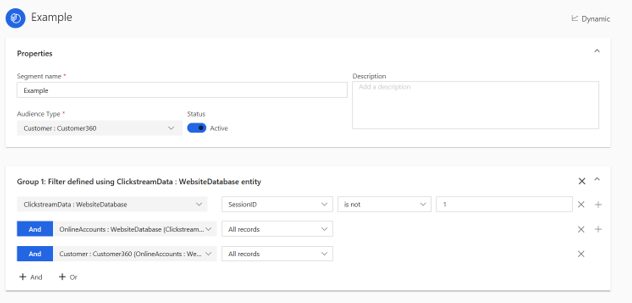 Example
Dynamic
Properties
Segment name *
Example
Description
Add a description
Audience Type *
Customer : Customer360
Status
Active
Group 1: Filter defined using ClickstreamData : WebsiteDatabase entity
ClickstreamData : WebsiteDatabase
SessionID
is not
1
And
OnlineAccounts : WebsiteDatabase (Clickstream...
All records
And
Customer : Customer360 (OnlineAccounts : We...
All records
+ And
+ Or